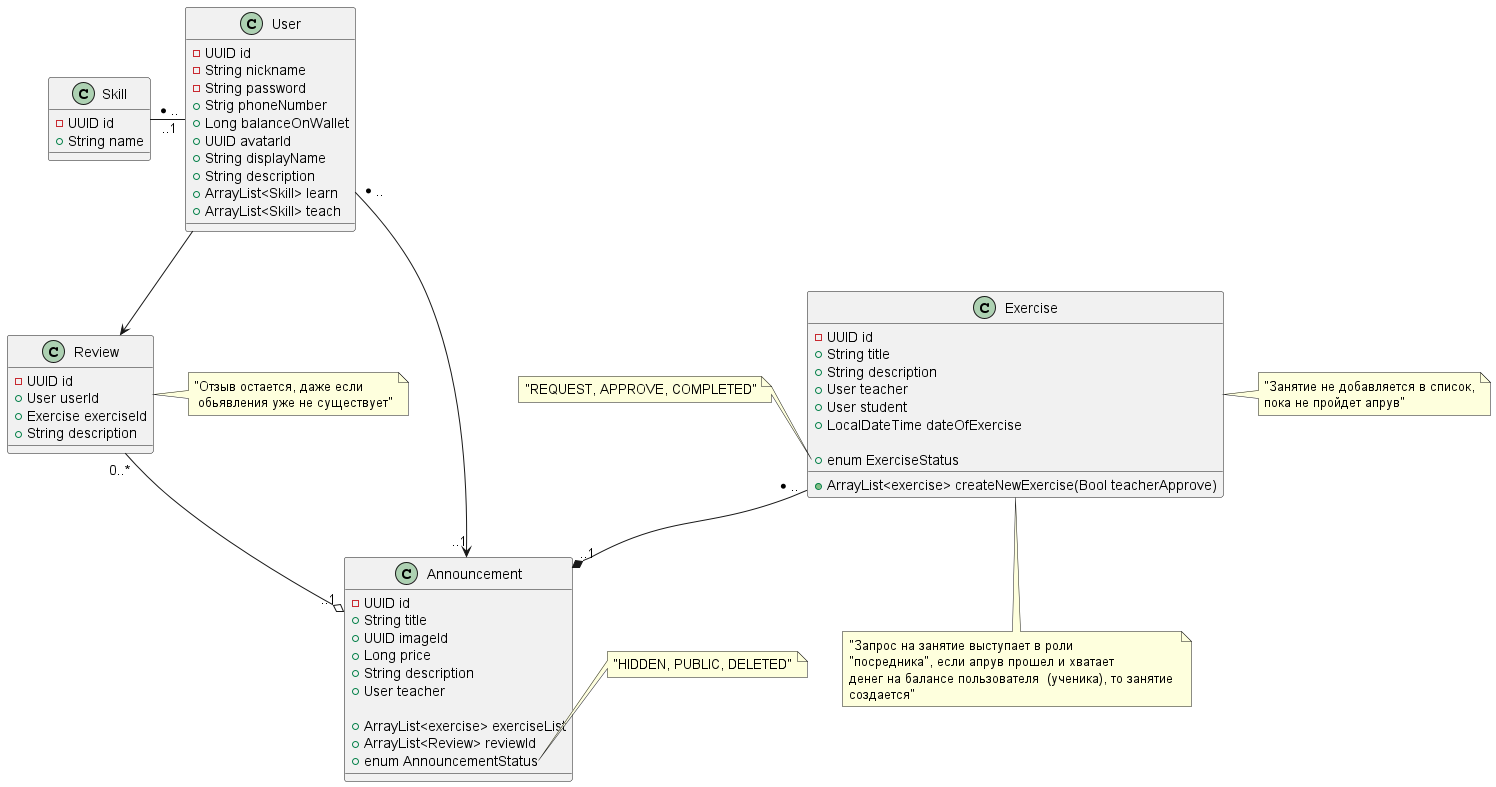 C User
UUID id
String nickname
String password
Strig phoneNumber
Long balanceOnWallet
UUID avatarId
String displayName
String description
ArrayList<Skill> learn
ArrayList<Skill> teach
C Skill
UUID id
String name
• ..
..1
• ..
..1
C Review
UUID id
User userId
Exercise exerciseId
String description
"Отзыв остается, даже если
обьявления уже не существует"
0..*
..1
C Exercise
UUID id
String title
String description
User teacher
User student
LocalDateTime dateOfExercise
enum ExerciseStatus
ArrayList<exercise> createNewExercise(Bool teacherApprove)
"REQUEST, APPROVE, COMPLETED"
"Занятие не добавляется в список,
пока не пройдет апрув"
• ..
..1
C Announcement
UUID id
String title
UUID imageId
Long price
String description
User teacher
ArrayList<exercise> exerciseList
ArrayList<Review> reviewId
enum AnnouncementStatus
"HIDDEN, PUBLIC, DELETED"
"Запрос на занятие выступает в роли
"посредника", если апрув прошел и хватает
денег на балансе пользователя (ученика), то занятие
создается"